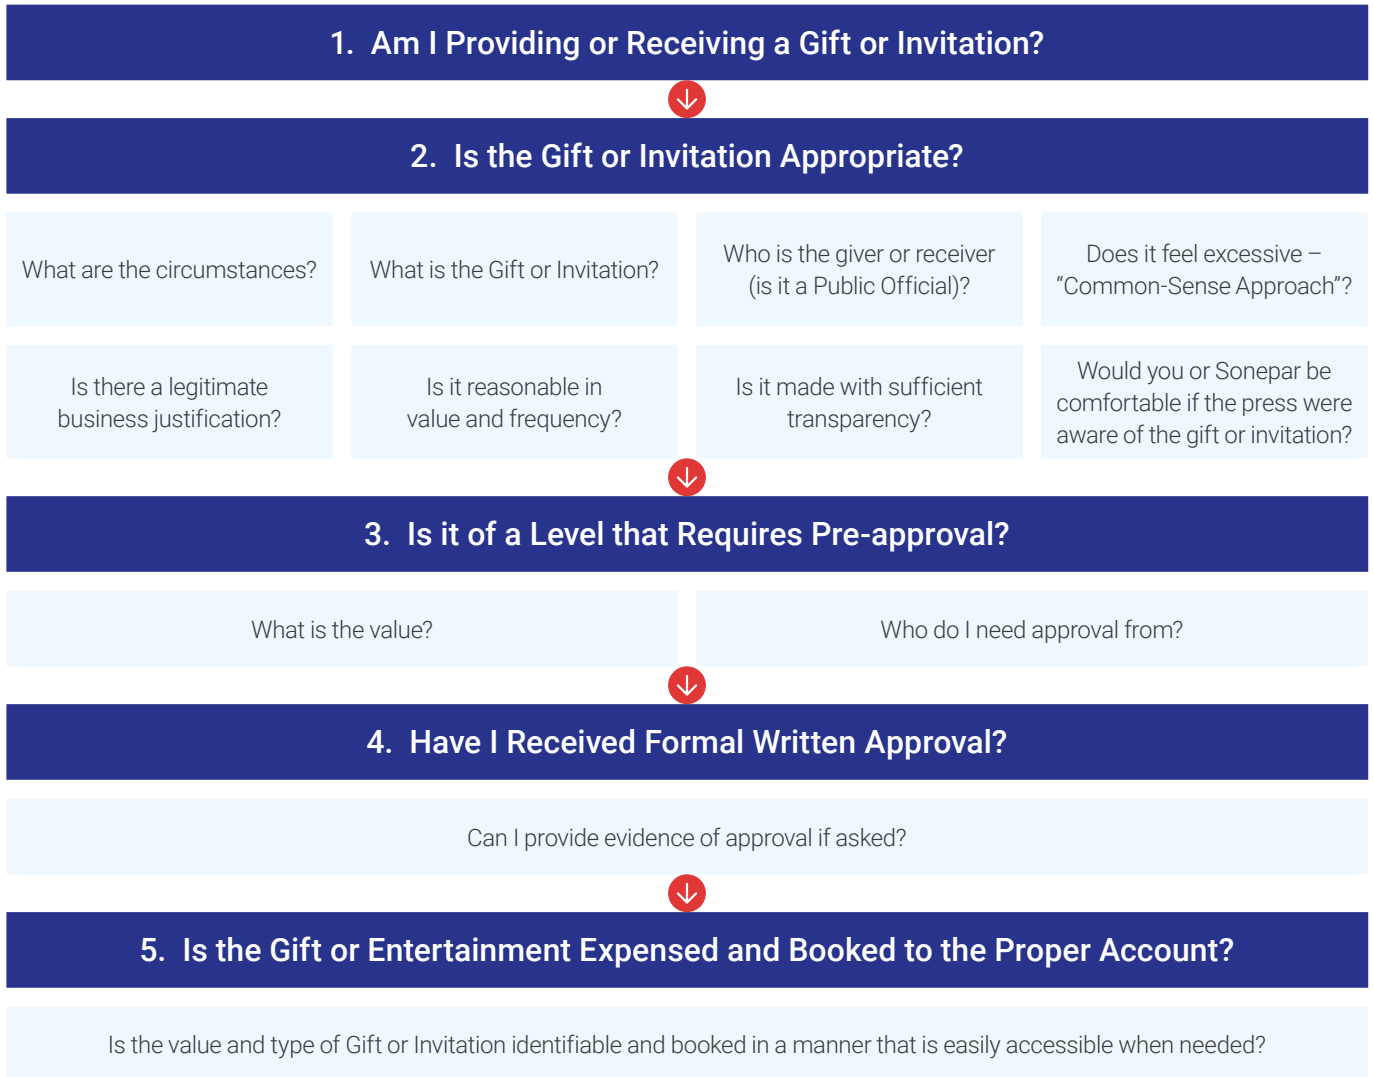 1. Am I Providing or Receiving a Gift or Invitation?
2. Is the Gift or Invitation Appropriate?
What are the circumstances?
What is the Gift or Invitation?
Who is the giver or receiver
(is it a Public Official)?
Does it feel excessive –
“Common-Sense Approach”?
Is there a legitimate
business justification?
Is it reasonable in
value and frequency?
Is it made with sufficient
transparency?
Would you or Sonepar be
comfortable if the press were
aware of the gift or invitation?
3. Is it of a Level that Requires Pre-approval?
What is the value?
Who do I need approval from?
4. Have I Received Formal Written Approval?
Can I provide evidence of approval if asked?
5. Is the Gift or Entertainment Expensed and Booked to the Proper Account?
Is the value and type of Gift or Invitation identifiable and booked in a manner that is easily accessible when needed?